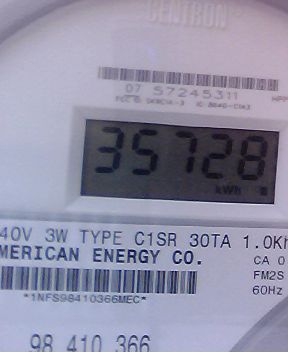 CENTRON
07 57245311
35728
kWh
40V 3W TYPE C1SR 30TA 1.0Kh
MERICAN ENERGY CO.
CA 0
FM2S
60Hz
*1NFS98410366MEC*
98 410 366